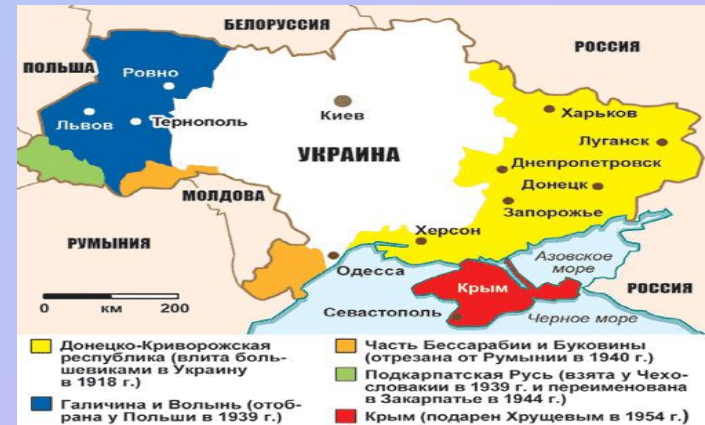 БЕЛОРУССИЯ
РОССИЯ
ПОЛЬША
Ровно
Львов
Тернополь
Киев
Харьков
Луганск
УКРАИНА
Днепропетровск
Донецк
МОЛДОВА
Запорожье
РУМЫНИЯ
Херсон
Одесса
Азовское
море
Крым
РОССИЯ
0 км 200
Севастополь
Черное море
Донецко-Криворожская
республика (влита боль-
шевиками в Украину
в 1918 г.)
Галичина и Волынь (отоб-
рана у Польши в 1939 г.)
Часть Бессарабии и Буковины
(отрезана от Румынии в 1940 г.)
Подкарпатская Русь (взята у Чехо-
словакии в 1939 г. и переименована
в Закарпатье в 1944 г.)
Крым (подарен Хрущевым в 1954 г.)